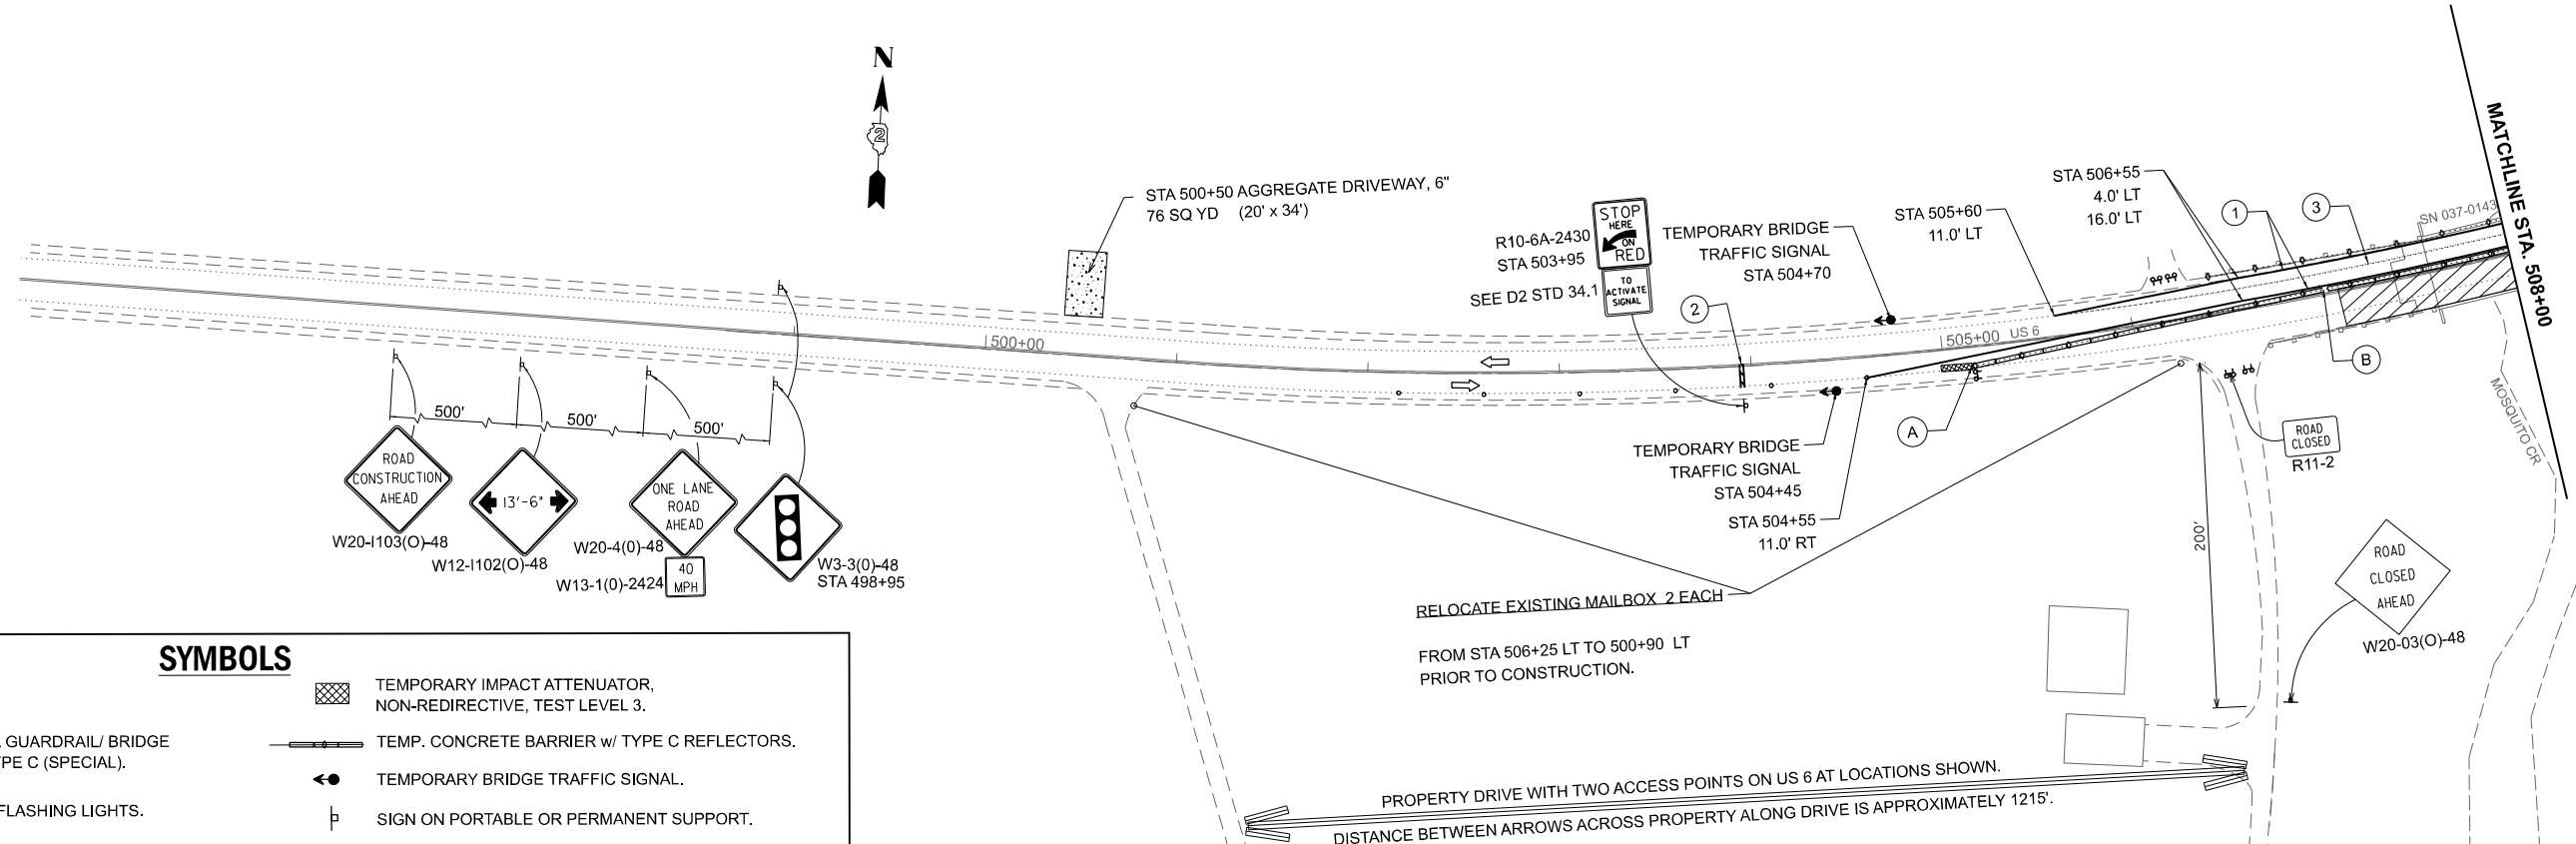 N
2
STA 500+50 AGGREGATE DRIVEWAY, 6"
76 SQ YD (20' x 34')
R10-6A-2430
STA 503+95
SEE D2 STD 34.1
STOP
HERE
ON
RED
TO
ACTIVATE
SIGNAL
2
TEMPORARY BRIDGE
TRAFFIC SIGNAL
STA 504+70
STA 505+60
11.0' LT
STA 506+55
4.0' LT
16.0' LT
1
3
SN 037-0143
MATCHLINE STA. 508+00
500+00
505+00 US 6
A
B
MOSQUITO CR
ROAD
CLOSED
R11-2
TEMPORARY BRIDGE
TRAFFIC SIGNAL
STA 504+45
STA 504+55
11.0' RT
500'
500'
500'
ROAD
CONSTRUCTION
AHEAD
W20-I103(O)-48
13'-6"
W12-I102(O)-48
ONE LANE
ROAD
AHEAD
W20-4(0)-48
40
MPH
W13-1(0)-2424
W3-3(0)-48
STA 498+95
200'
ROAD
CLOSED
AHEAD
W20-03(O)-48
RELOCATE EXISTING MAILBOX 2 EACH
FROM STA 506+25 LT TO 500+90 LT
PRIOR TO CONSTRUCTION.
PROPERTY DRIVE WITH TWO ACCESS POINTS ON US 6 AT LOCATIONS SHOWN.
DISTANCE BETWEEN ARROWS ACROSS PROPERTY ALONG DRIVE IS APPROXIMATELY 1215'.
SYMBOLS
TEMPORARY IMPACT ATTENUATOR,
NON-REDIRECTIVE, TEST LEVEL 3.
GUARDRAIL/ BRIDGE
PE C (SPECIAL).
TEMP. CONCRETE BARRIER w/ TYPE C REFLECTORS.
TEMPORARY BRIDGE TRAFFIC SIGNAL.
FLASHING LIGHTS.
SIGN ON PORTABLE OR PERMANENT SUPPORT.